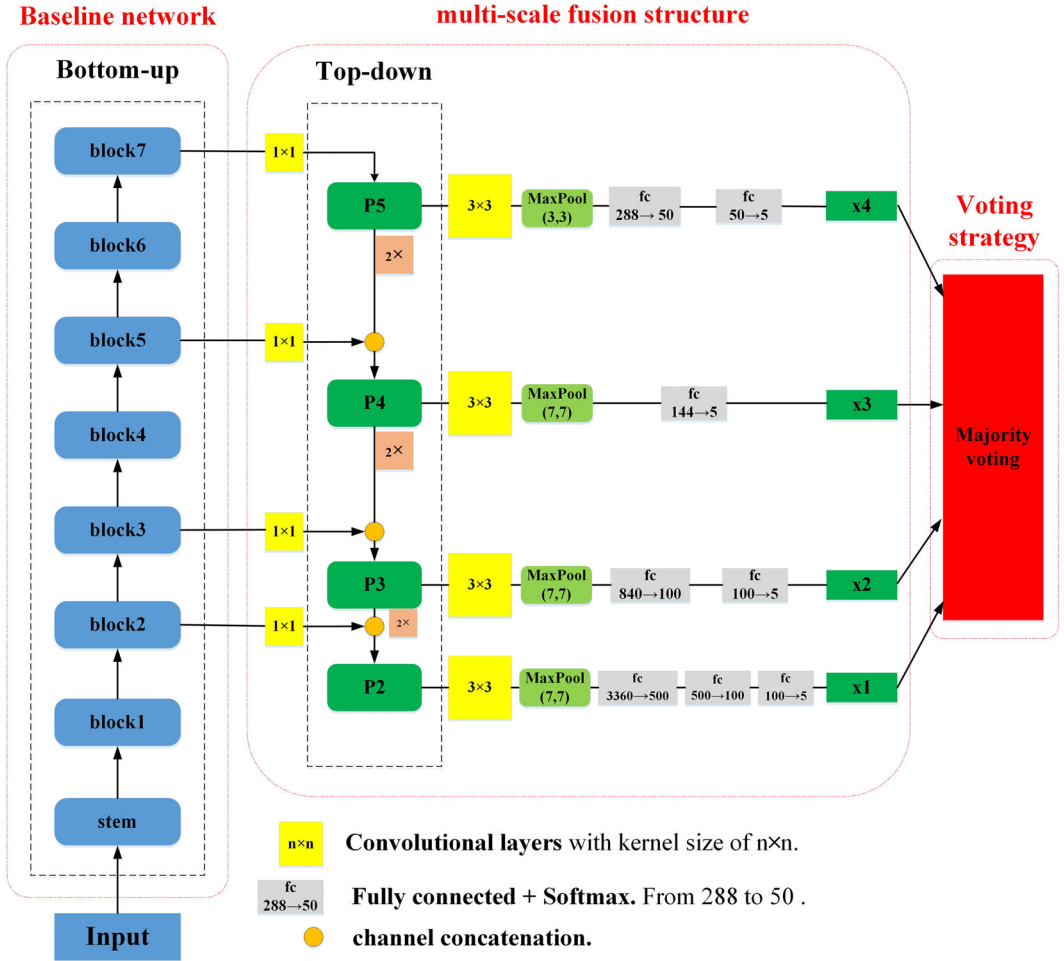 Baseline network
multi-scale fusion structure
Bottom-up
Top-down
block7
1×1
P5
3×3
MaxPool
(3,3)
fc
288→ 50
fc
50→5
x4
Voting
strategy
block6
2×
block5
1×1
P4
3×3
MaxPool
(7,7)
fc
144→5
x3
block4
2×
Majority
voting
block3
1×1
P3
3×3
MaxPool
(7,7)
fc
840→100
fc
100→5
x2
block2
1×1
2×
P2
3×3
MaxPool
(7,7)
fc
3360→500
fc
500→100
fc
100→5
x1
block1
stem
Input
n×n
Convolutional layers with kernel size of n×n.
fc
288→50
Fully connected + Softmax. From 288 to 50 .
channel concatenation.